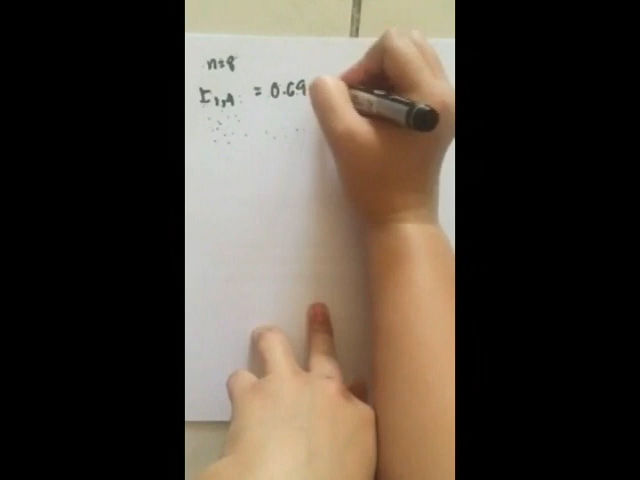 n=8
I₁,₄ = 0.69